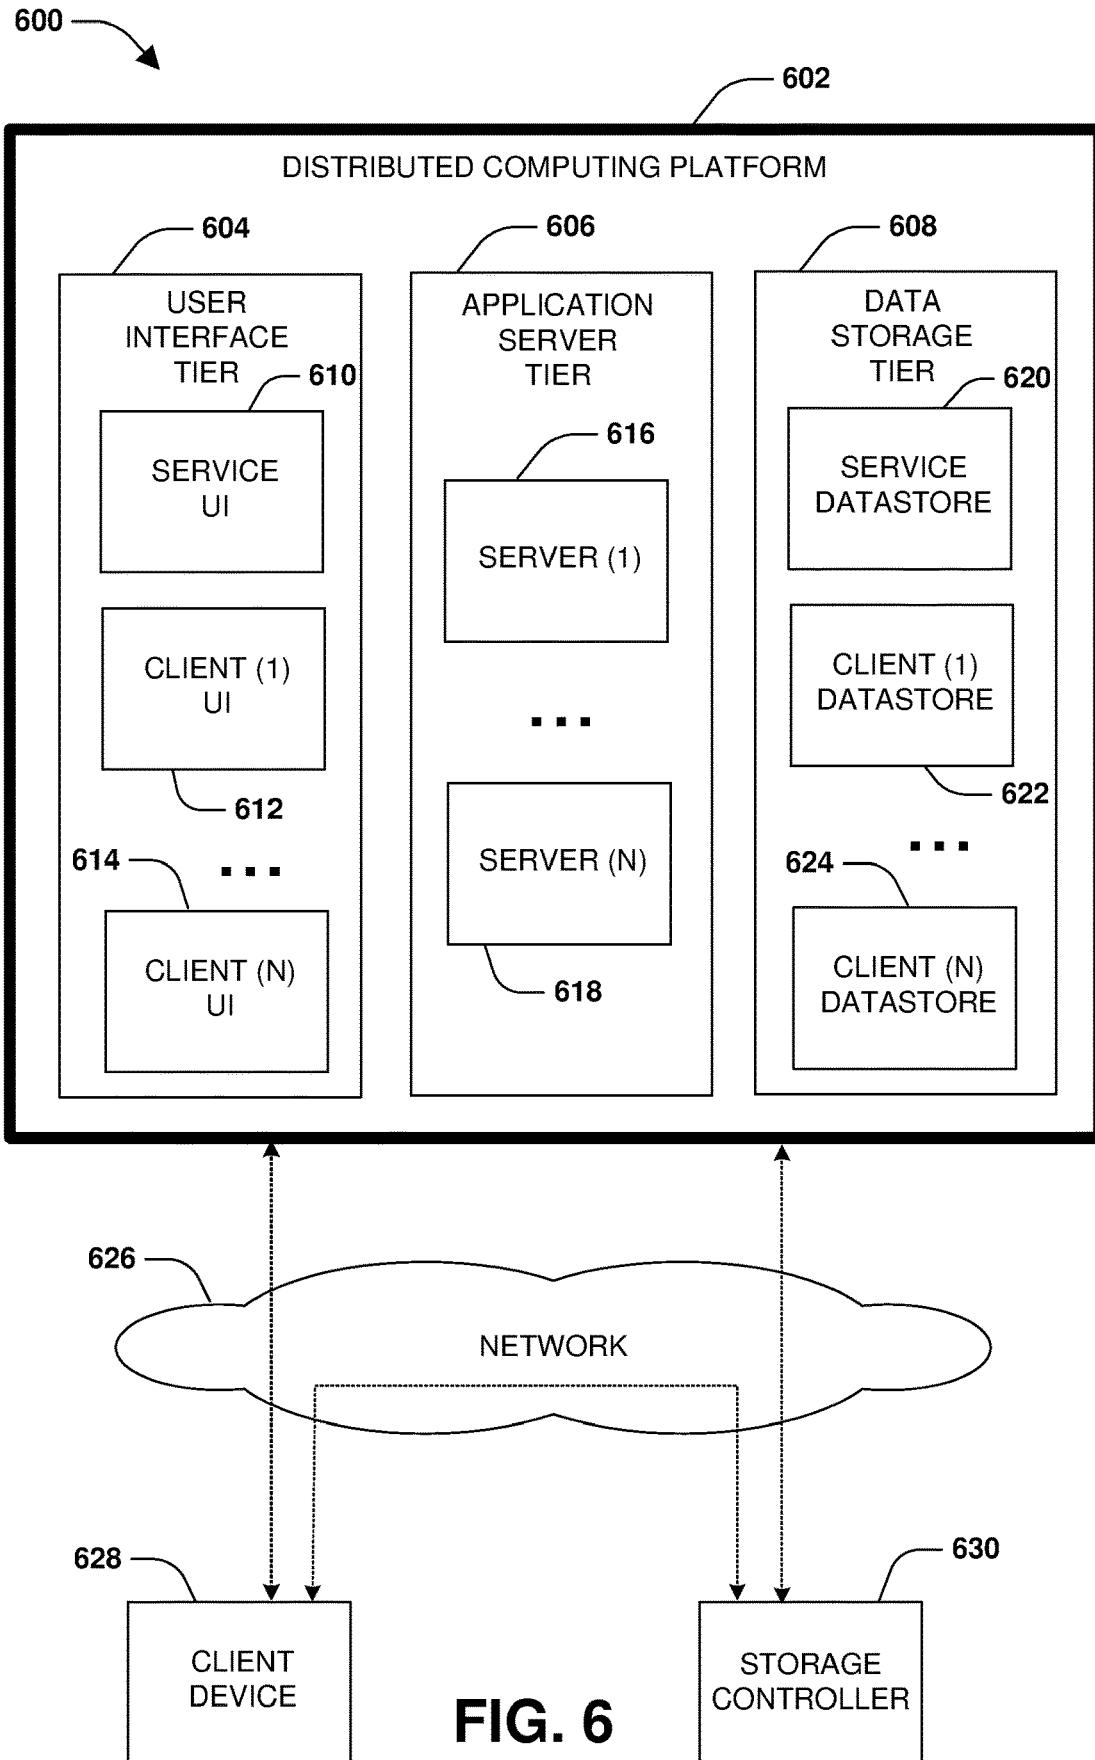 600
602
DISTRIBUTED COMPUTING PLATFORM
604
606
608
USER
INTERFACE
TIER
APPLICATION
SERVER
TIER
DATA
STORAGE
TIER
610
SERVICE
UI
CLIENT (1)
UI
612
614
CLIENT (N)
UI
616
SERVER (1)
SERVER (N)
618
620
SERVICE
DATASTORE
CLIENT (1)
DATASTORE
622
624
CLIENT (N)
DATASTORE
626
NETWORK
628
630
CLIENT
DEVICE
STORAGE
CONTROLLER
FIG. 6